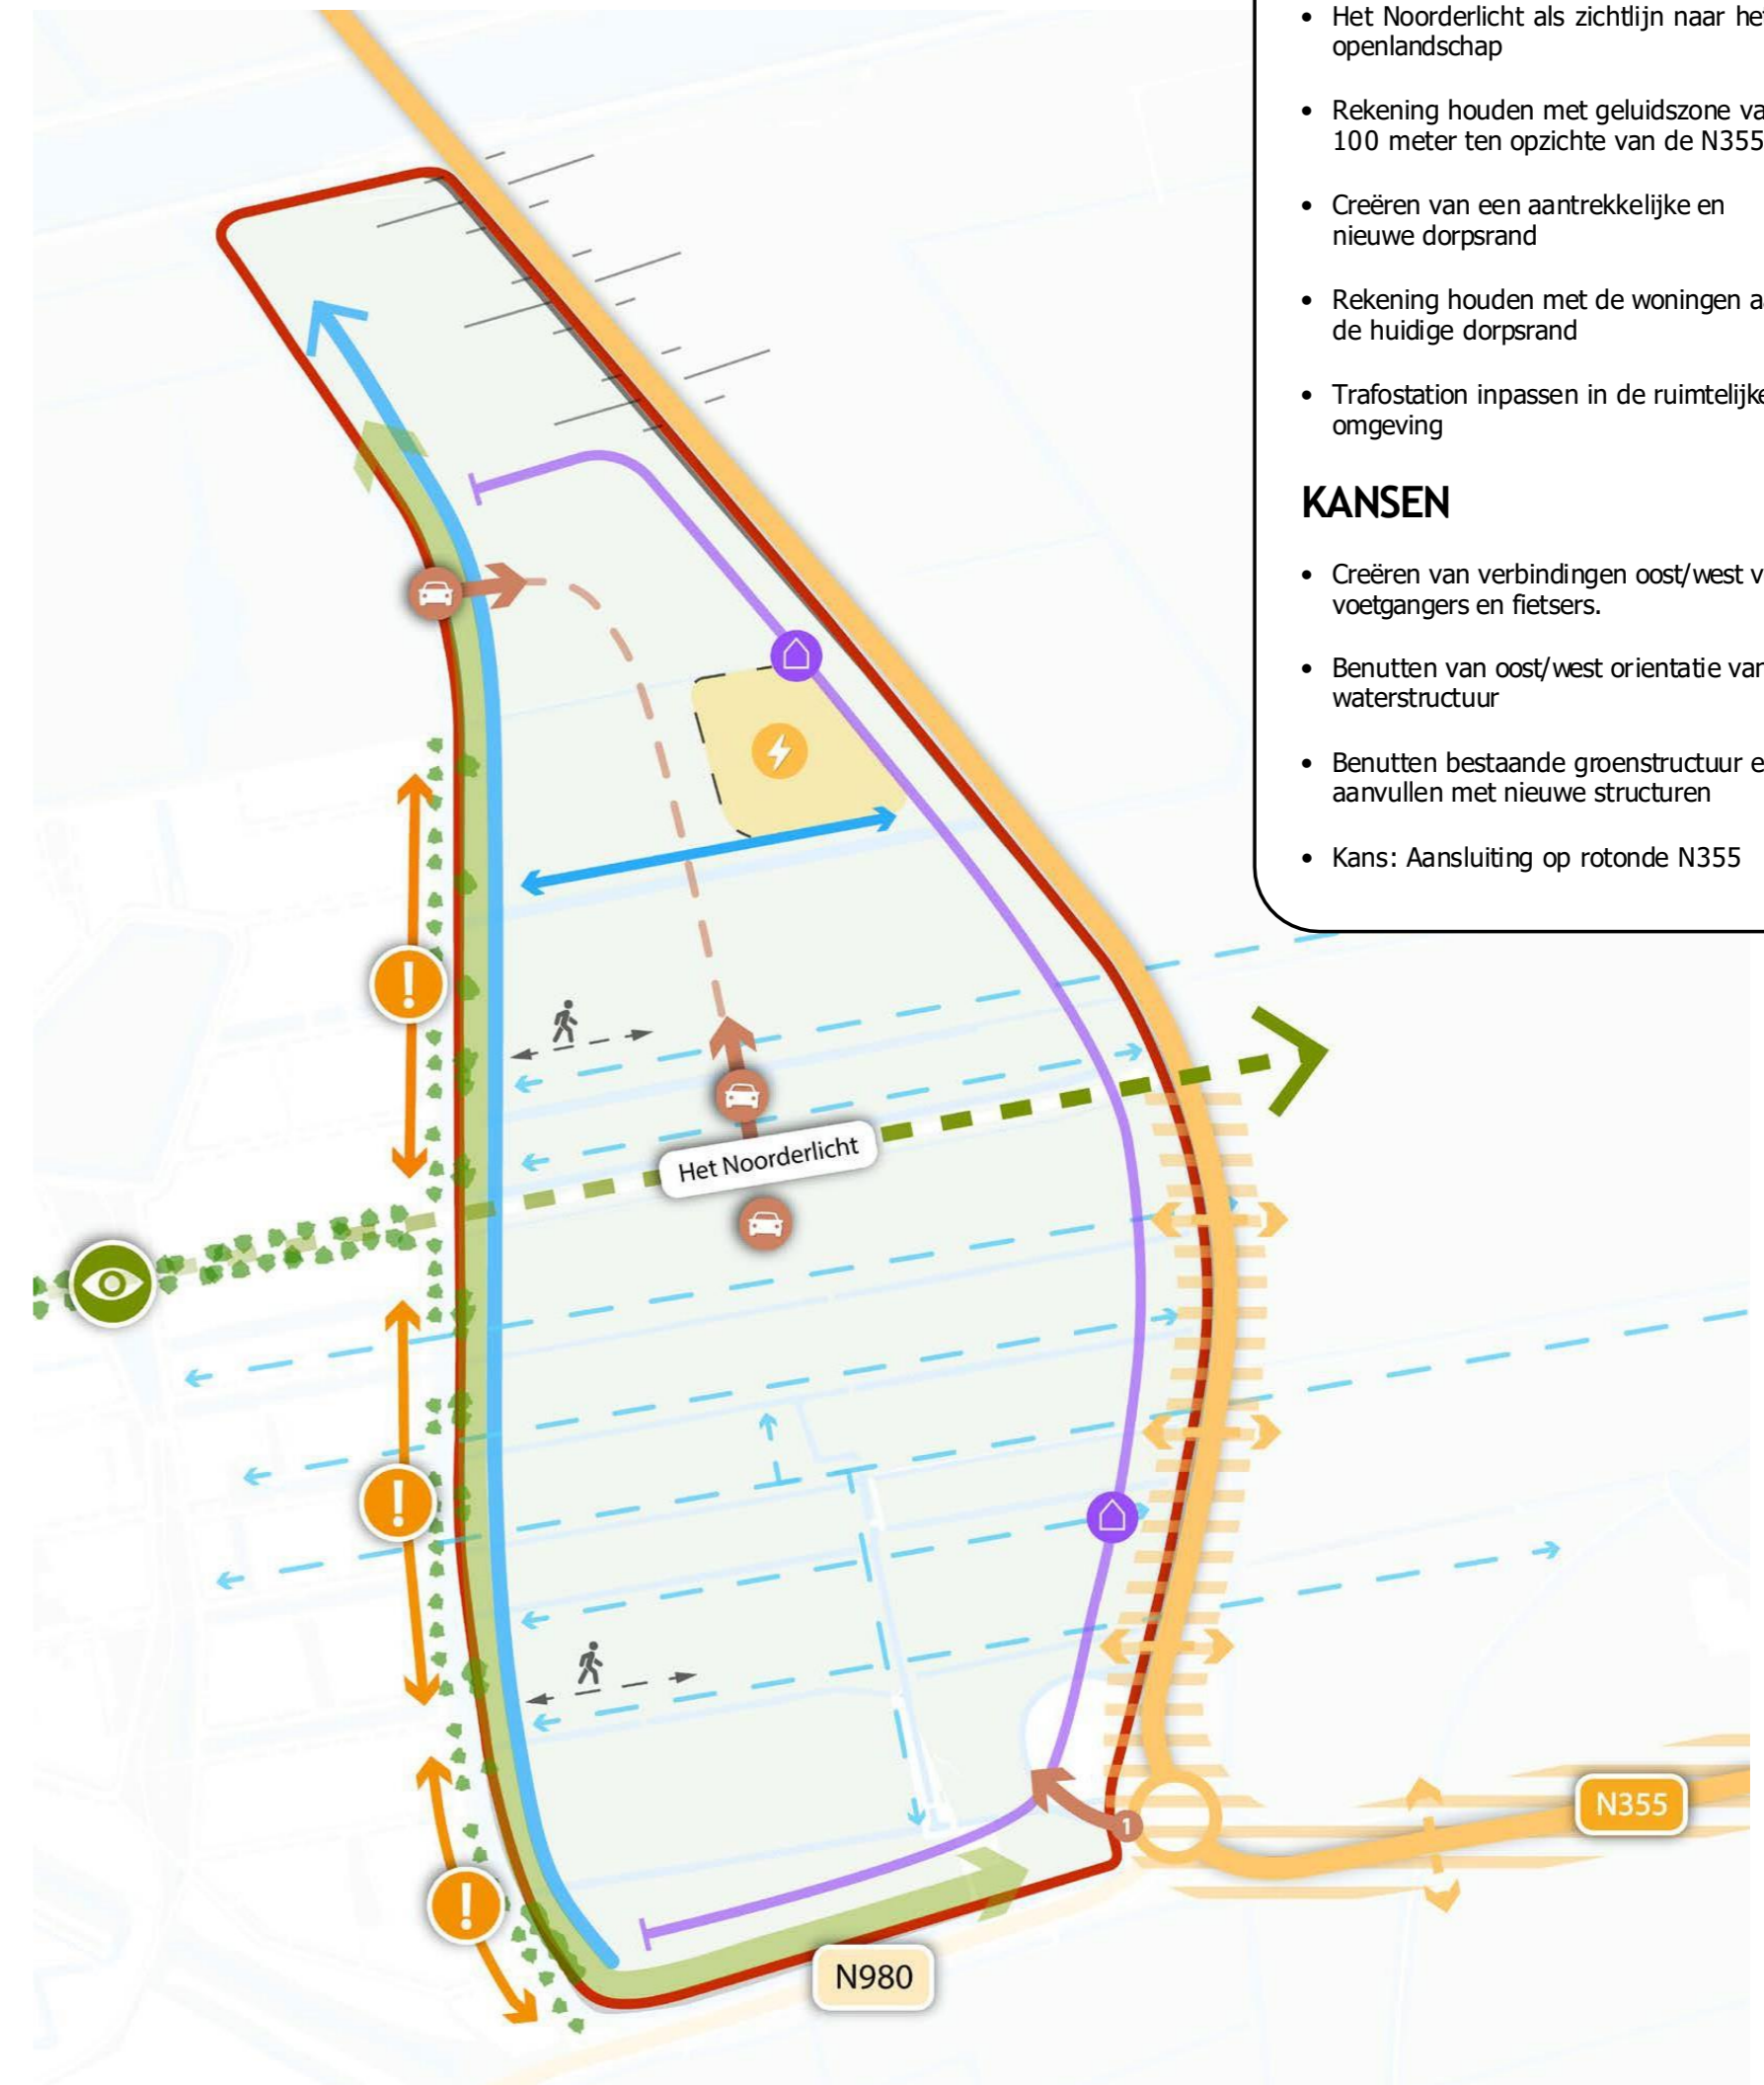 • Het Noorderlicht als zichtlijn naar het
openlandschap
• Rekening houden met geluidszone va
100 meter ten opzichte van de N355
• Creëren van een aantrekkelijke en
nieuwe dorpsrand
• Rekening houden met de woningen a
de huidige dorpsrand
• Trafostation inpassen in de ruimtelijke
omgeving
KANSEN
• Creëren van verbindingen oost/west v
voetgangers en fietsers.
• Benutten van oost/west orientatie van
waterstructuur
• Benutten bestaande groenstructuur e
aanvullen met nieuwe structuren
• Kans: Aansluiting op rotonde N355
!
Het Noorderlicht
!
N355
1
!
N980